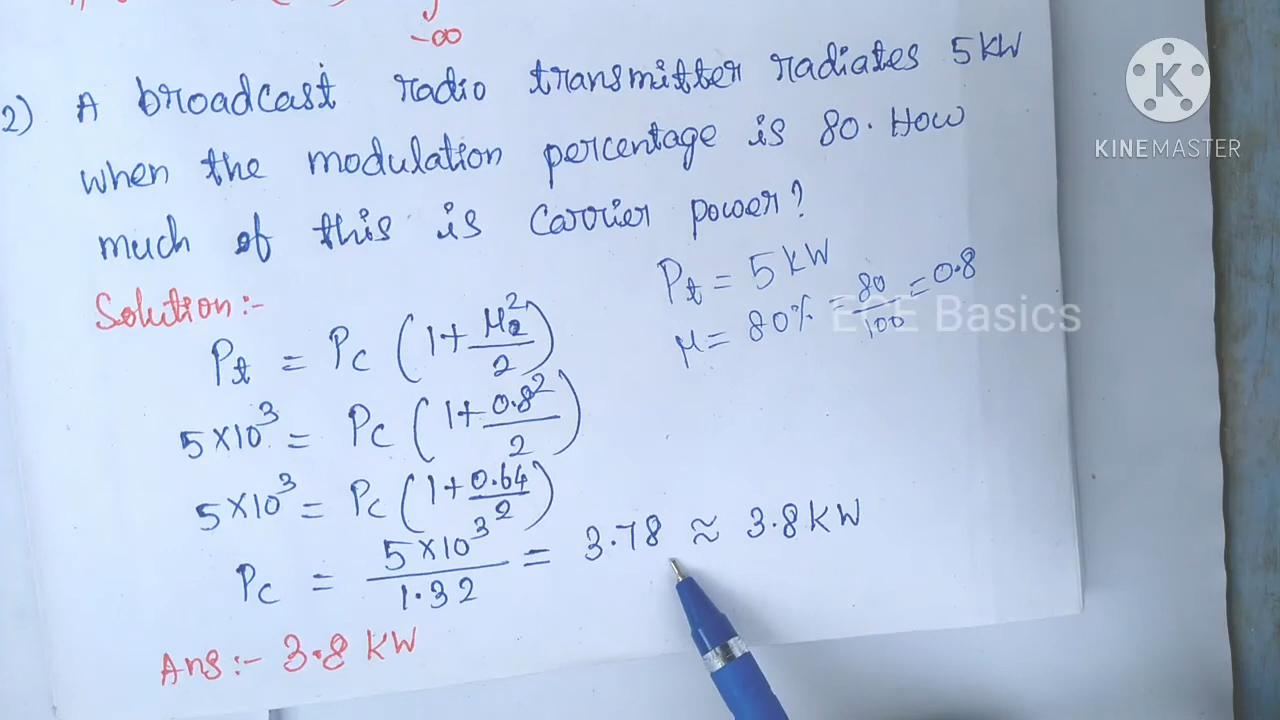 -∞
2) A broadcast radio transmitter radiates 5 KW
when the modulation percentage is 80. How
much of this is carrier power?
Solution:-
Pt = Pc (1+ μ²/2)
5×10³ = Pc (1+ 0.8²/2)
5×10³ = Pc (1+ 0.64/2)
Pc = 5×10³/1.32 = 3.78 ≈ 3.8 KW
Ans:- 3.8 KW
Pt = 5 KW
μ = 80% = 80/100 = 0.8
ECE Basics
K
KINEMASTER